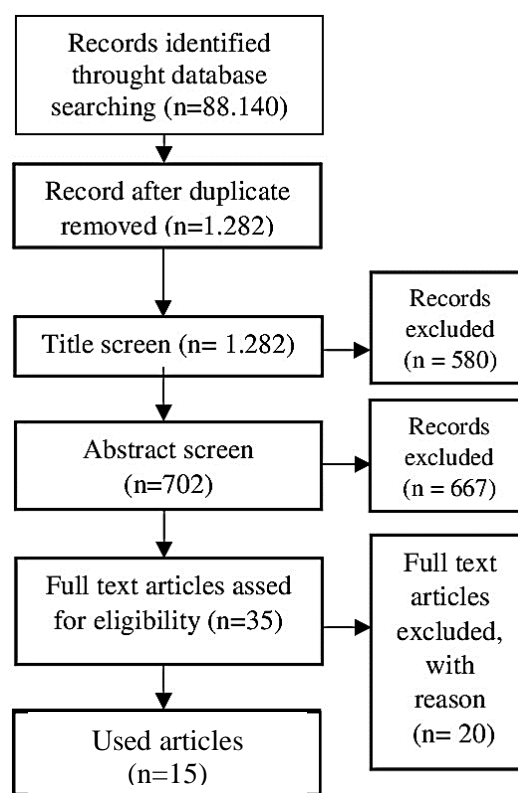 Records identified
throught database
searching (n=88.140)
Record after duplicate
removed (n=1.282)
Title screen (n= 1.282)
Records
excluded
(n = 580)
Abstract screen
(n=702)
Records
excluded
(n = 667)
Full text articles assed
for eligibility (n=35)
Full text
articles
excluded,
with
reason
(n= 20)
Used articles
(n=15)